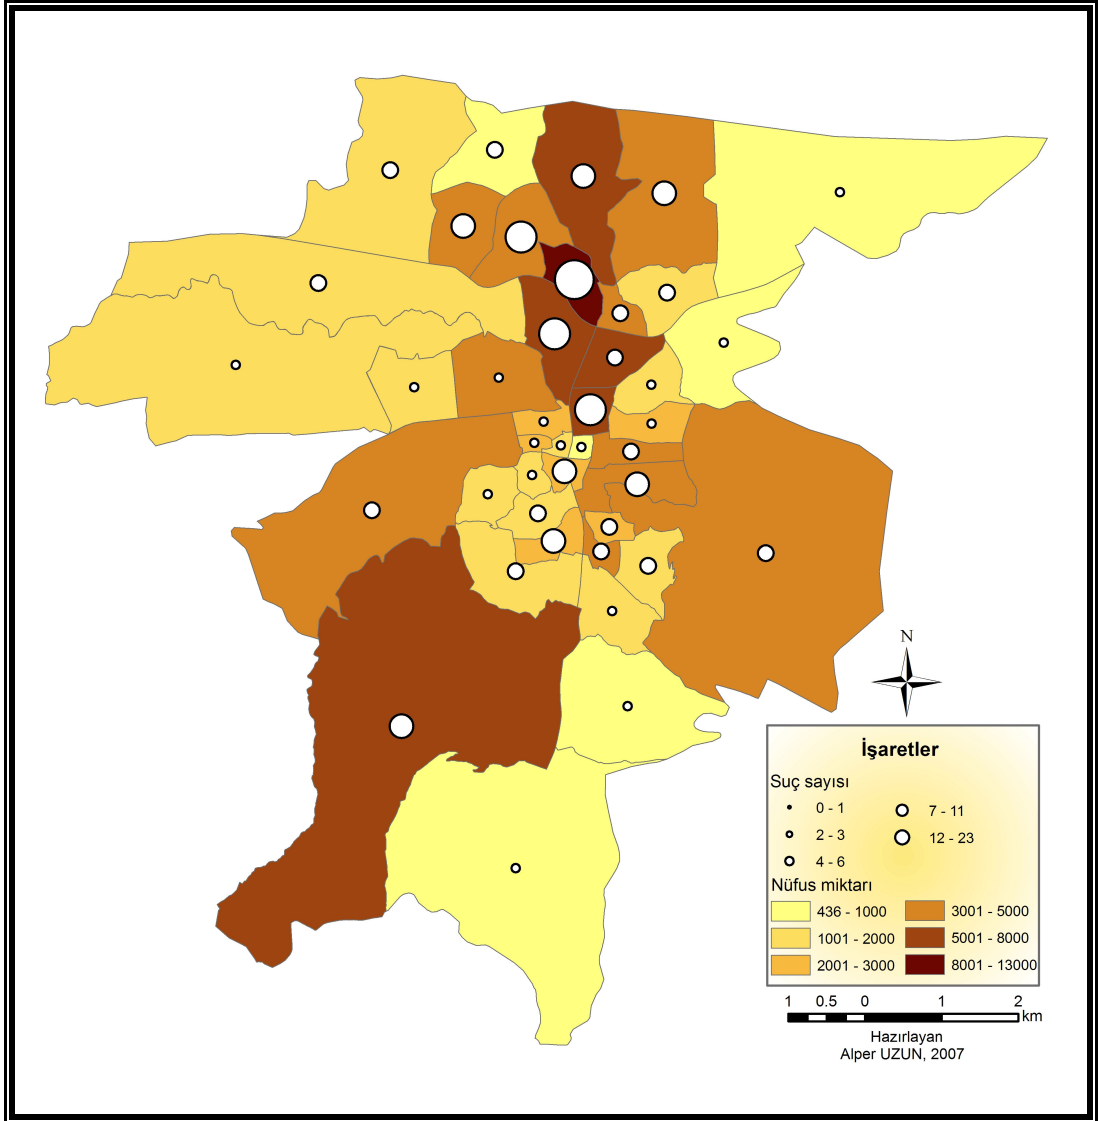 N
İşaretler
Suç sayısı
0 - 1
2 - 3
4 - 6
7 - 11
12 - 23
Nüfus miktarı
436 - 1000
1001 - 2000
2001 - 3000
3001 - 5000
5001 - 8000
8001 - 13000
1 0.5 0 1 2
km
Hazırlayan
Alper UZUN, 2007